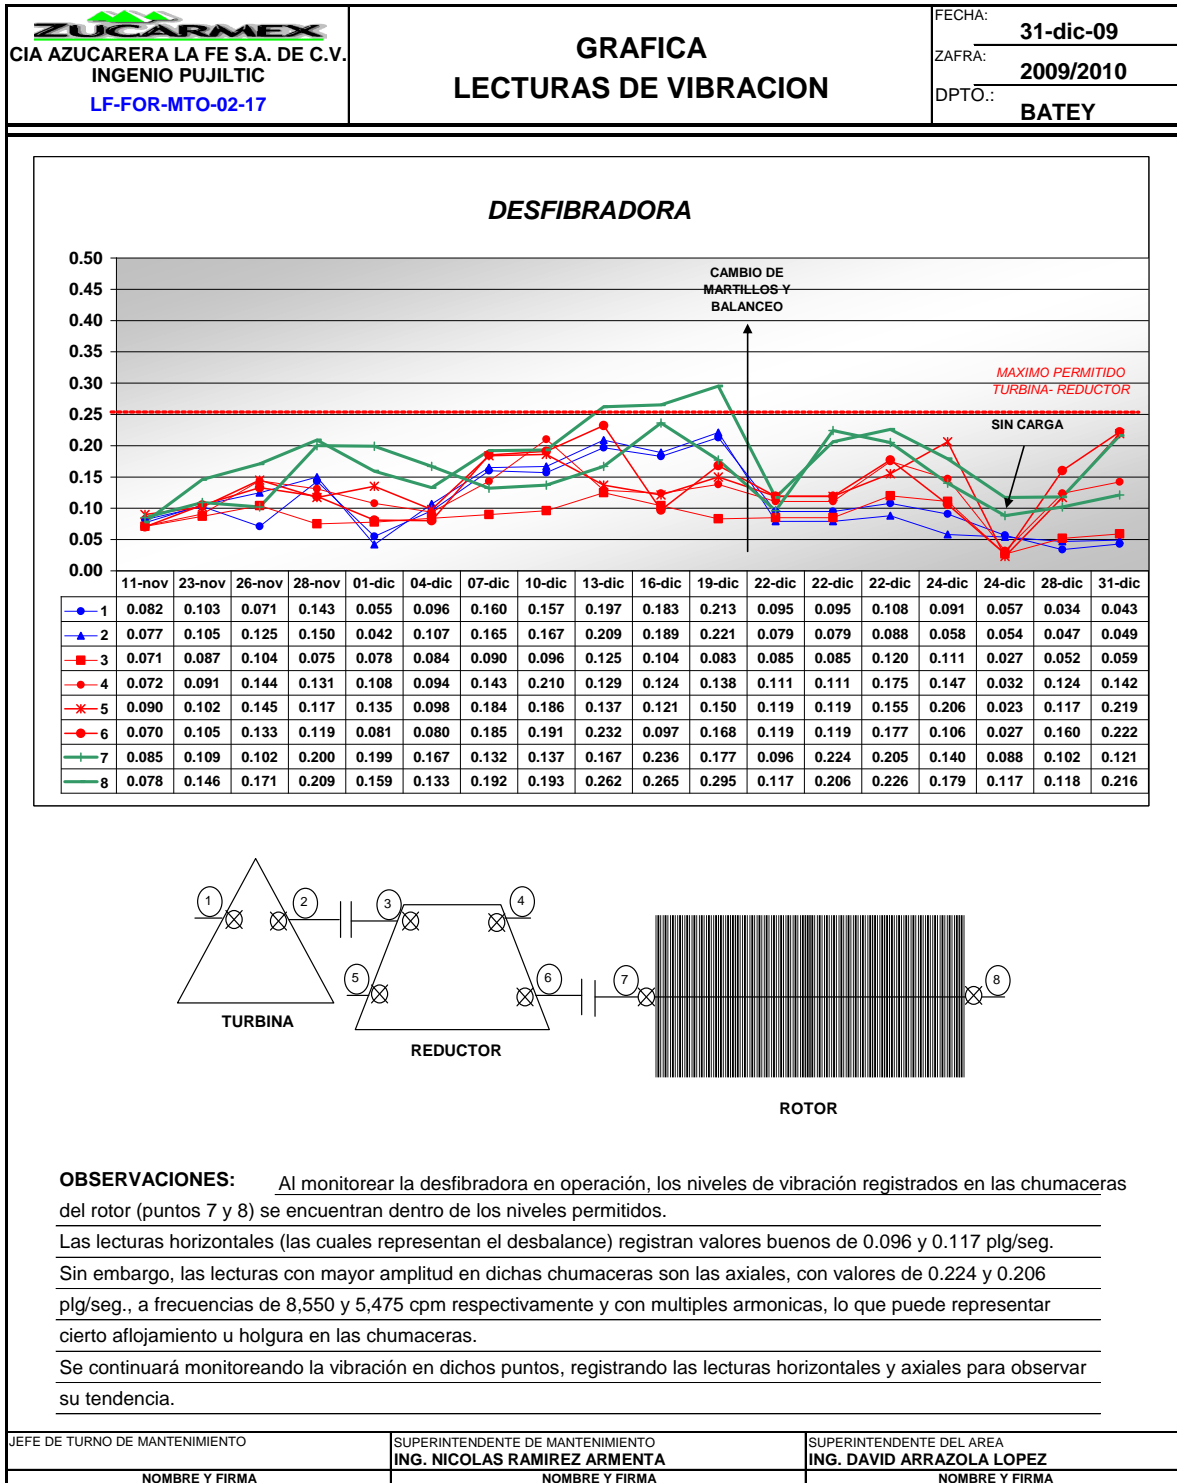 ZUCARMEX
CIA AZUCARERA LA FE S.A. DE C.V.
INGENIO PUJILTIC
LF-FOR-MTO-02-17
GRAFICA
LECTURAS DE VIBRACION
FECHA: 31-dic-09
ZAFRA: 2009/2010
DPTO.: BATEY
DESFIBRADORA
0.50
0.45
0.40
0.35
0.30
0.25
0.20
0.15
0.10
0.05
0.00
CAMBIO DE
MARTILLOS Y
BALANCEO
MAXIMO PERMITIDO
TURBINA- REDUCTOR
SIN CARGA
11-nov 23-nov 26-nov 28-nov 01-dic 04-dic 07-dic 10-dic 13-dic 16-dic 19-dic 22-dic 22-dic 22-dic 24-dic 24-dic 28-dic 31-dic
1 0.082 0.103 0.071 0.143 0.055 0.096 0.160 0.157 0.197 0.183 0.213 0.095 0.095 0.108 0.091 0.057 0.034 0.043
2 0.077 0.105 0.125 0.150 0.042 0.107 0.165 0.167 0.209 0.189 0.221 0.079 0.079 0.088 0.058 0.054 0.047 0.049
3 0.071 0.087 0.104 0.075 0.078 0.084 0.090 0.096 0.125 0.104 0.083 0.085 0.085 0.120 0.111 0.027 0.052 0.059
4 0.072 0.091 0.144 0.131 0.108 0.094 0.143 0.210 0.129 0.124 0.138 0.111 0.111 0.175 0.147 0.032 0.124 0.142
5 0.090 0.102 0.145 0.117 0.135 0.098 0.184 0.186 0.137 0.121 0.150 0.119 0.119 0.155 0.206 0.023 0.117 0.219
6 0.070 0.105 0.133 0.119 0.081 0.080 0.185 0.191 0.232 0.097 0.168 0.119 0.119 0.177 0.106 0.027 0.160 0.222
7 0.085 0.109 0.102 0.200 0.199 0.167 0.132 0.137 0.167 0.236 0.177 0.096 0.224 0.205 0.140 0.088 0.102 0.121
8 0.078 0.146 0.171 0.209 0.159 0.133 0.192 0.193 0.262 0.265 0.295 0.117 0.206 0.226 0.179 0.117 0.118 0.216
1 2 3 4
5 6 7 8
TURBINA
REDUCTOR
ROTOR
OBSERVACIONES: Al monitorear la desfibradora en operación, los niveles de vibración registrados en las chumaceras
del rotor (puntos 7 y 8) se encuentran dentro de los niveles permitidos.
Las lecturas horizontales (las cuales representan el desbalance) registran valores buenos de 0.096 y 0.117 plg/seg.
Sin embargo, las lecturas con mayor amplitud en dichas chumaceras son las axiales, con valores de 0.224 y 0.206
plg/seg., a frecuencias de 8,550 y 5,475 cpm respectivamente y con multiples armonicas, lo que puede representar
cierto aflojamiento u holgura en las chumaceras.
Se continuará monitoreando la vibración en dichos puntos, registrando las lecturas horizontales y axiales para observar
su tendencia.
JEFE DE TURNO DE MANTENIMIENTO
NOMBRE Y FIRMA
SUPERINTENDENTE DE MANTENIMIENTO
ING. NICOLAS RAMIREZ ARMENTA
NOMBRE Y FIRMA
SUPERINTENDENTE DEL AREA
ING. DAVID ARRAZOLA LOPEZ
NOMBRE Y FIRMA